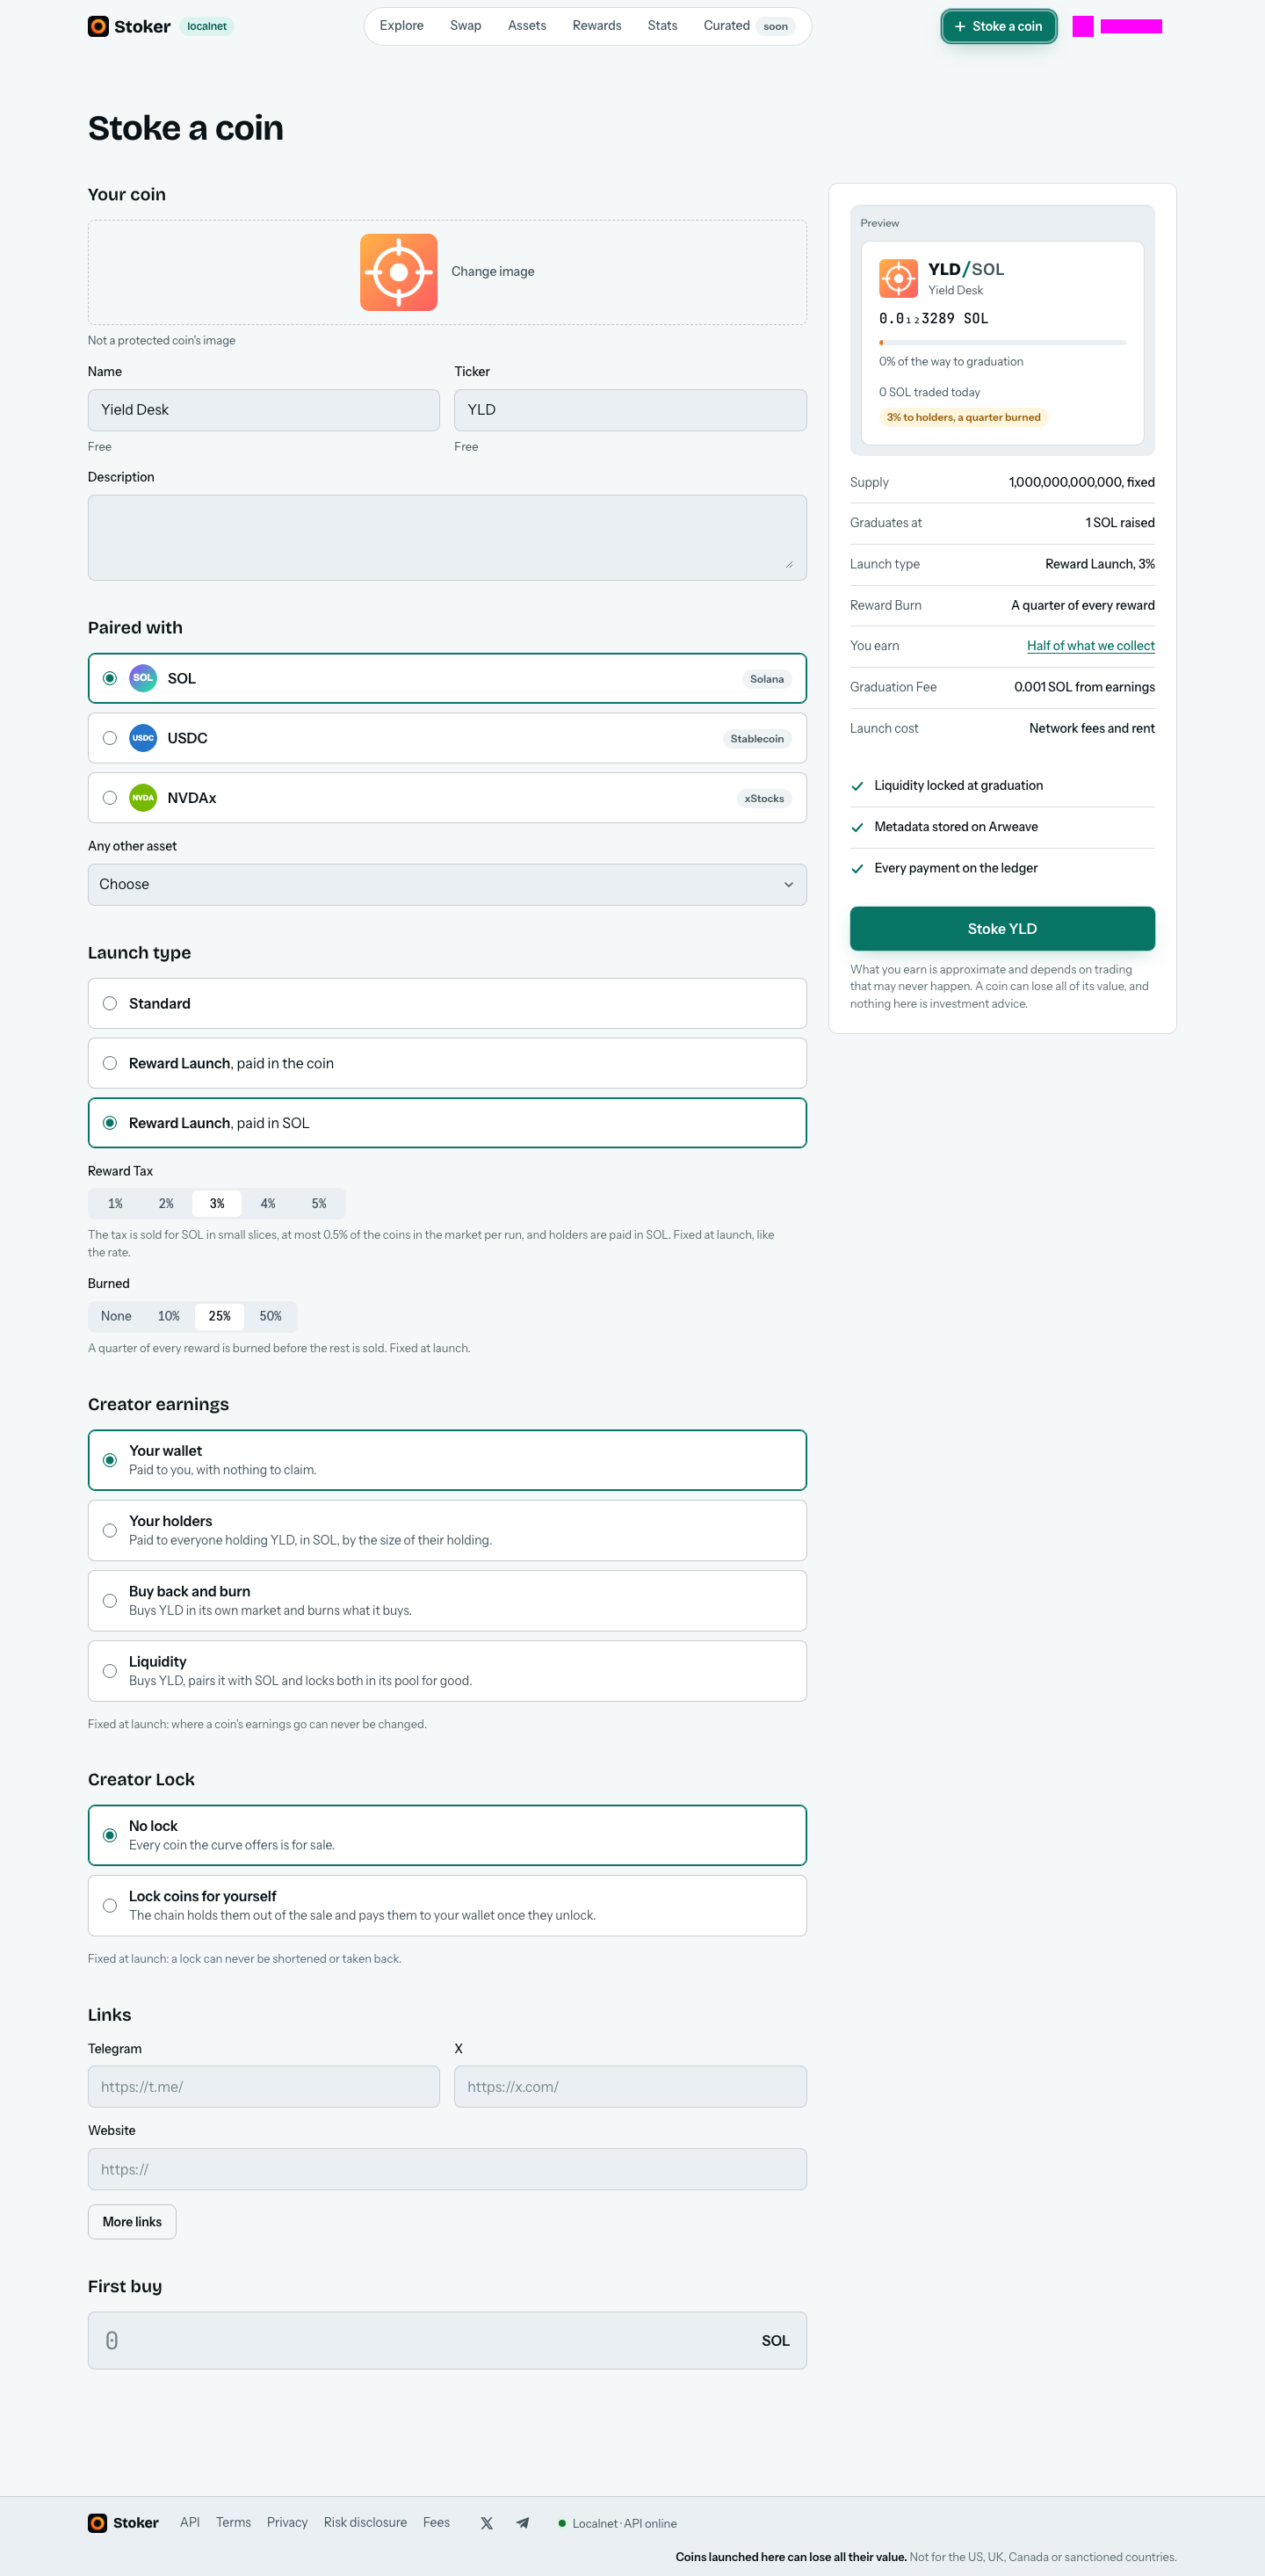 Stoker localnet
Explore Swap Assets Rewards Stats Curated soon
+ Stoke a coin
Stoke a coin
Your coin
Change image
Not a protected coin's image
Name
Ticker
Yield Desk
YLD
Free
Free
Description
Paired with
SOL SOL Solana
USDC USDC Stablecoin
NVDA NVDAx xStocks
Any other asset
Choose
Launch type
Standard
Reward Launch, paid in the coin
Reward Launch, paid in SOL
Reward Tax
1% 2% 3% 4% 5%
The tax is sold for SOL in small slices, at most 0.5% of the coins in the market per run, and holders are paid in SOL. Fixed at launch, like
the rate.
Burned
None 10% 25% 50%
A quarter of every reward is burned before the rest is sold. Fixed at launch.
Creator earnings
Your wallet
Paid to you, with nothing to claim.
Your holders
Paid to everyone holding YLD, in SOL, by the size of their holding.
Buy back and burn
Buys YLD in its own market and burns what it buys.
Liquidity
Buys YLD, pairs it with SOL and locks both in its pool for good.
Fixed at launch: where a coin's earnings go can never be changed.
Creator Lock
No lock
Every coin the curve offers is for sale.
Lock coins for yourself
The chain holds them out of the sale and pays them to your wallet once they unlock.
Fixed at launch: a lock can never be shortened or taken back.
Links
Telegram
X
https://t.me/
https://x.com/
Website
https://
More links
First buy
0 SOL
Preview
YLD/SOL
Yield Desk
0.0₁₂3289 SOL
0% of the way to graduation
0 SOL traded today
3% to holders, a quarter burned
Supply 1,000,000,000,000, fixed
Graduates at 1 SOL raised
Launch type Reward Launch, 3%
Reward Burn A quarter of every reward
You earn Half of what we collect
Graduation Fee 0.001 SOL from earnings
Launch cost Network fees and rent
Liquidity locked at graduation
Metadata stored on Arweave
Every payment on the ledger
Stoke YLD
What you earn is approximate and depends on trading
that may never happen. A coin can lose all of its value, and
nothing here is investment advice.
Stoker API Terms Privacy Risk disclosure Fees Localnet · API online
Coins launched here can lose all their value. Not for the US, UK, Canada or sanctioned countries.